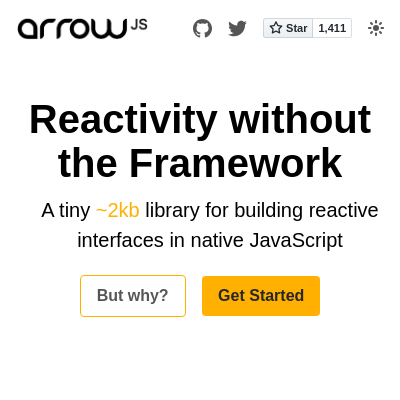 arrow JS
Star 1,411
Reactivity without
the Framework
A tiny ~2kb library for building reactive
interfaces in native JavaScript
But why? Get Started